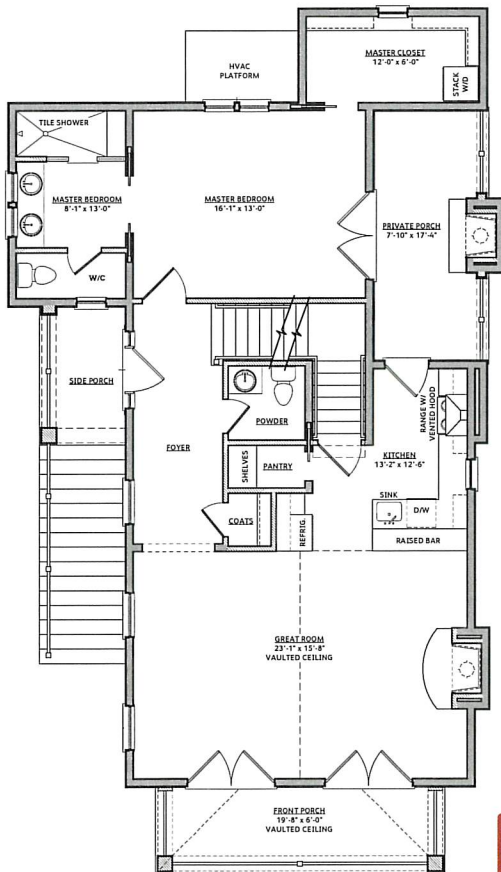 MASTER CLOSET
12'-0" x 6'-0"
STACK
W/D
HVAC
PLATFORM
TILE SHOWER
MASTER BEDROOM
8'-1" x 13'-0"
MASTER BEDROOM
16'-1" x 13'-0"
PRIVATE PORCH
7'-10" x 17'-4"
W/C
SIDE PORCH
POWDER
FOYER
SHELVES
PANTRY
RANGE W/
VENTED HOOD
KITCHEN
13'-2" x 12'-6"
SINK
D/W
COATS
REFRIG.
RAISED BAR
GREAT ROOM
23'-1" x 15'-8"
VAULTED CEILING
FRONT PORCH
19'-8" x 6'-0"
VAULTED CEILING